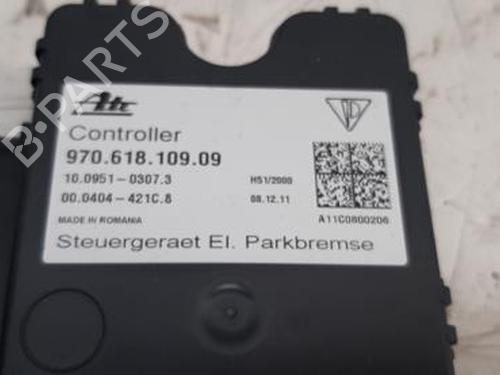 B-PARTS
Ate
Controller
970.618.109.09
10.0951-0307.3 HS1/2000
00.0404-421C.8 08.12.11
MADE IN ROMANIA A11C0800206
Steuergeraet El. Parkbremse